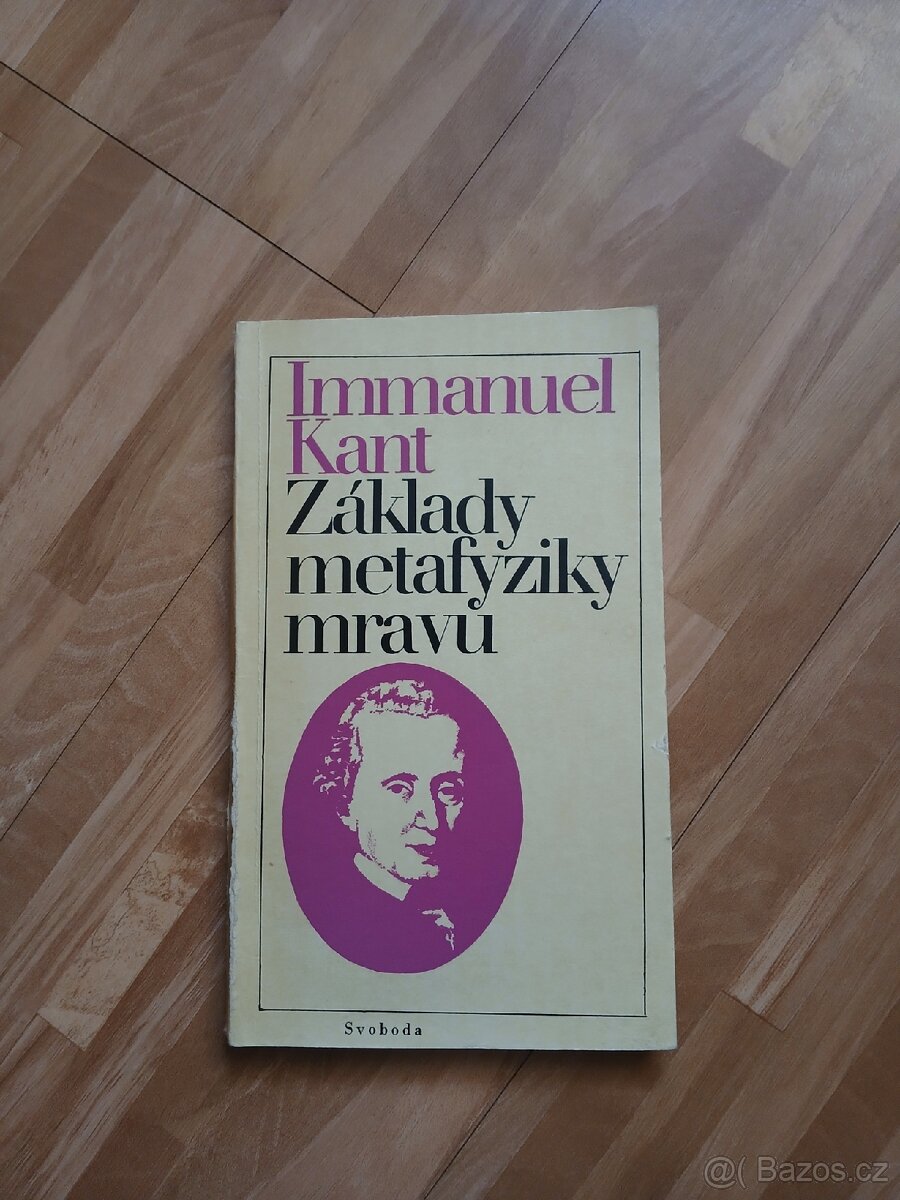 Immanuel
Kant
Základy
metafyziky
mravů
Svoboda
@( Bazos.cz